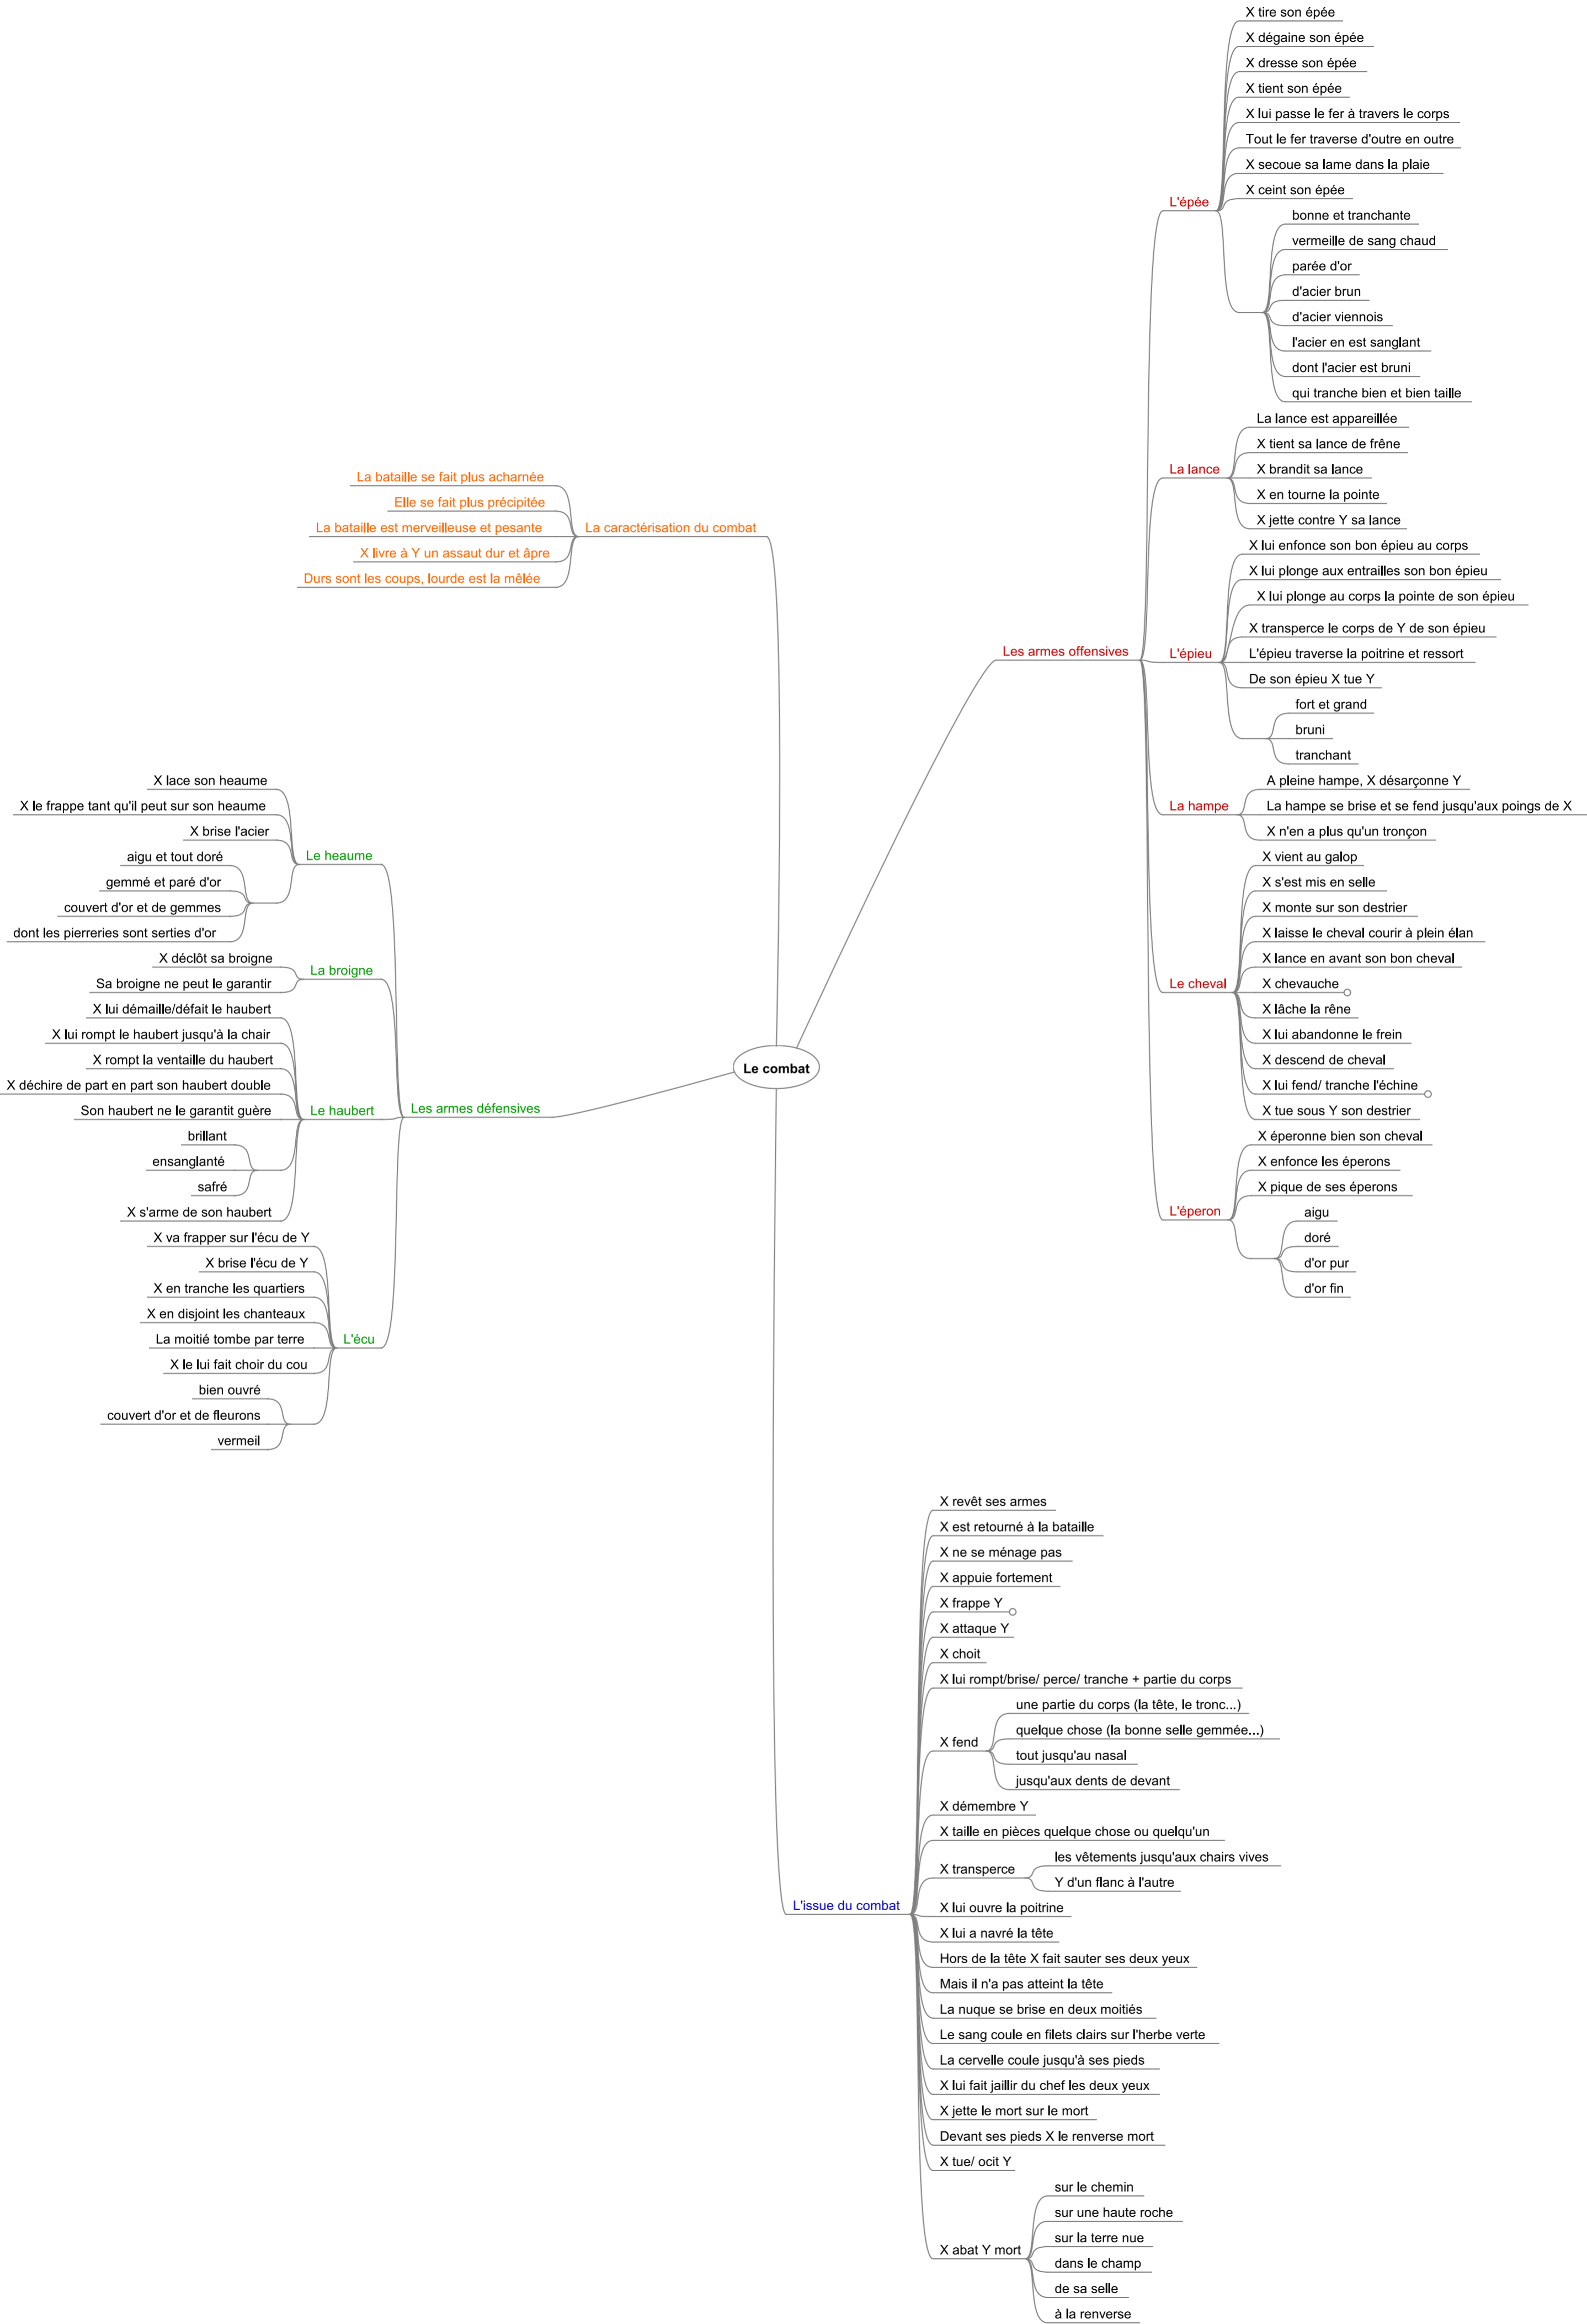 Le combat
La caractérisation du combat
La bataille se fait plus acharnée
Elle se fait plus précipitée
La bataille est merveilleuse et pesante
X livre à Y un assaut dur et âpre
Durs sont les coups, lourde est la mêlée
Les armes offensives
L'épée
X tire son épée
X dégaine son épée
X dresse son épée
X tient son épée
X lui passe le fer à travers le corps
Tout le fer traverse d'outre en outre
X secoue sa lame dans la plaie
X ceint son épée
bonne et tranchante
vermeille de sang chaud
parée d'or
d'acier brun
d'acier viennois
l'acier en est sanglant
dont l'acier est bruni
qui tranche bien et bien taille
La lance
La lance est appareillée
X tient sa lance de frêne
X brandit sa lance
X en tourne la pointe
X jette contre Y sa lance
L'épieu
X lui enfonce son bon épieu au corps
X lui plonge aux entrailles son bon épieu
X lui plonge au corps la pointe de son épieu
X transperce le corps de Y de son épieu
L'épieu traverse la poitrine et ressort
De son épieu X tue Y
fort et grand
bruni
tranchant
La hampe
A pleine hampe, X désarçonne Y
La hampe se brise et se fend jusqu'aux poings de X
X n'en a plus qu'un tronçon
Le cheval
X vient au galop
X s'est mis en selle
X monte sur son destrier
X laisse le cheval courir à plein élan
X lance en avant son bon cheval
X chevauche
X lâche la rêne
X lui abandonne le frein
X descend de cheval
X lui fend/ tranche l'échine
X tue sous Y son destrier
L'éperon
X éperonne bien son cheval
X enfonce les éperons
X pique de ses éperons
aigu
doré
d'or pur
d'or fin
Les armes défensives
Le heaume
X lace son heaume
X le frappe tant qu'il peut sur son heaume
X brise l'acier
aigu et tout doré
gemmé et paré d'or
couvert d'or et de gemmes
dont les pierreries sont serties d'or
La broigne
X déclôt sa broigne
Sa broigne ne peut le garantir
Le haubert
X lui démaille/défait le haubert
X lui rompt le haubert jusqu'à la chair
X rompt la ventaille du haubert
X déchire de part en part son haubert double
Son haubert ne le garantit guère
brillant
ensanglanté
safré
X s'arme de son haubert
L'écu
X va frapper sur l'écu de Y
X brise l'écu de Y
X en tranche les quartiers
X en disjoint les chanteaux
La moitié tombe par terre
X le lui fait choir du cou
bien ouvré
couvert d'or et de fleurons
vermeil
L'issue du combat
X revêt ses armes
X est retourné à la bataille
X ne se ménage pas
X appuie fortement
X frappe Y
X attaque Y
X choit
X lui rompt/brise/ perce/ tranche + partie du corps
X fend
une partie du corps (la tête, le tronc...)
quelque chose (la bonne selle gemmée...)
tout jusqu'au nasal
jusqu'aux dents de devant
X démembre Y
X taille en pièces quelque chose ou quelqu'un
X transperce
les vêtements jusqu'aux chairs vives
Y d'un flanc à l'autre
X lui ouvre la poitrine
X lui a navré la tête
Hors de la tête X fait sauter ses deux yeux
Mais il n'a pas atteint la tête
La nuque se brise en deux moitiés
Le sang coule en filets clairs sur l'herbe verte
La cervelle coule jusqu'à ses pieds
X lui fait jaillir du chef les deux yeux
X jette le mort sur le mort
Devant ses pieds X le renverse mort
X tue/ ocit Y
X abat Y mort
sur le chemin
sur une haute roche
sur la terre nue
dans le champ
de sa selle
à la renverse